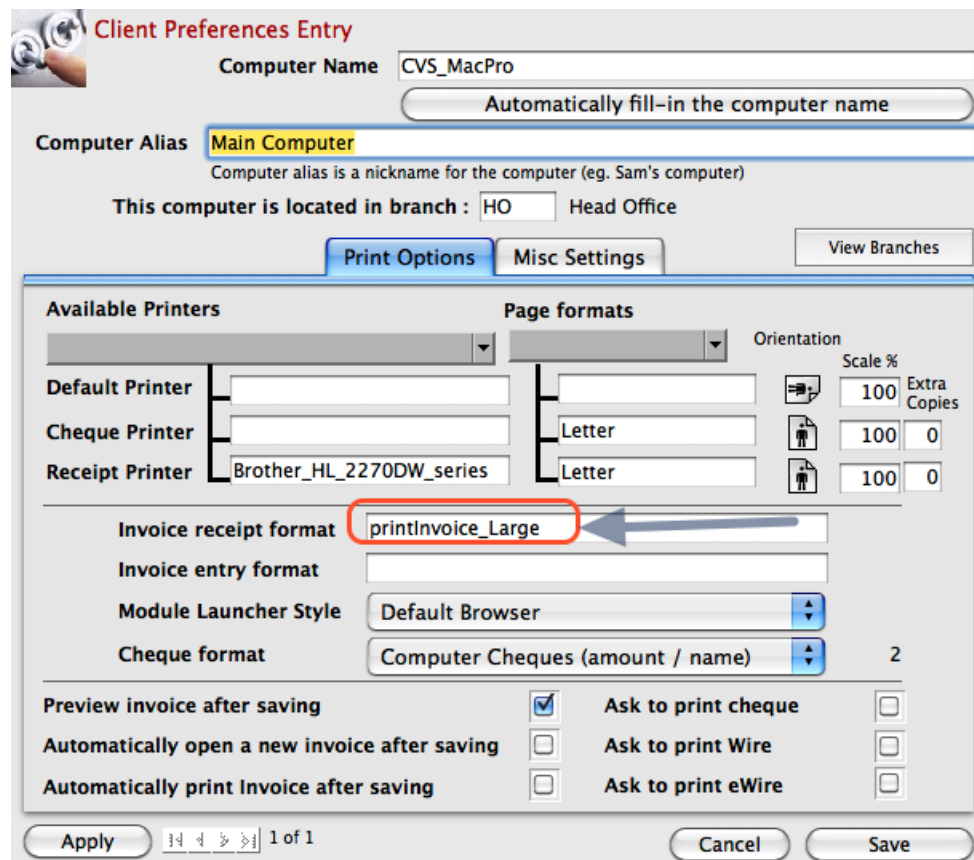 Client Preferences Entry
Computer Name CVS_MacPro
Automatically fill-in the computer name
Computer Alias Main Computer
Computer alias is a nickname for the computer (eg. Sam's computer)
This computer is located in branch : HO Head Office
Print Options Misc Settings View Branches
Available Printers Page formats
Orientation
Scale %
Default Printer 100 Extra Copies
Cheque Printer Letter 100 0
Receipt Printer Brother_HL_2270DW_series Letter 100 0
Invoice receipt format printInvoice_Large
Invoice entry format
Module Launcher Style Default Browser
Cheque format Computer Cheques (amount / name) 2
Preview invoice after saving Ask to print cheque
Automatically open a new invoice after saving Ask to print Wire
Automatically print Invoice after saving Ask to print eWire
Apply 1 of 1 Cancel Save